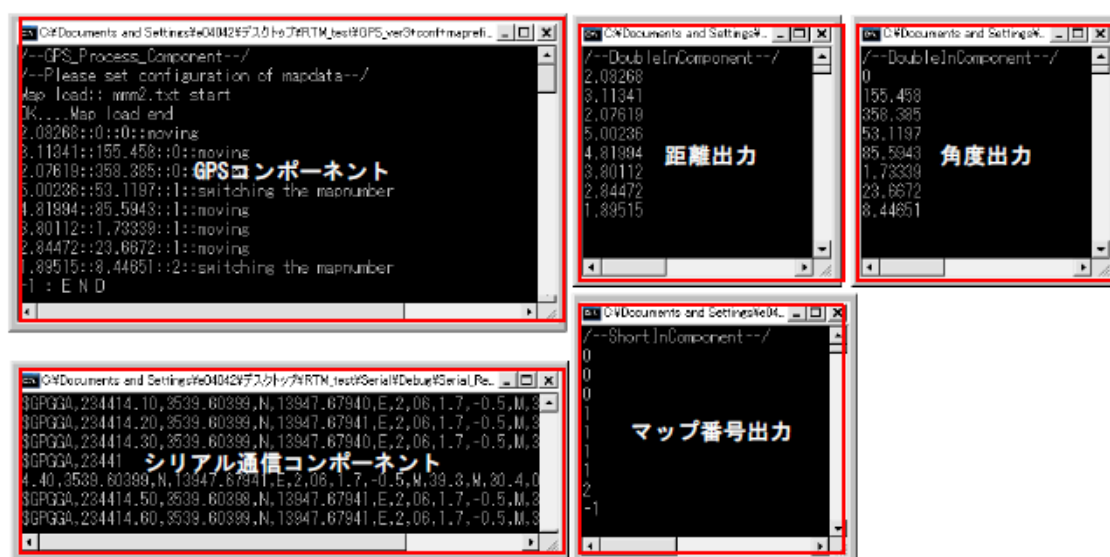 C:¥Documents and Settings¥e04042¥デスクトップ¥RTM_test¥GPS_ver3+conf+maprefi...
/--GPS_Process_Component--/
/--Please set configuration of mapdata--/
Map load:: mmm2.txt start
OK....Map load end
2.08268::0::0::moving
3.11341::155.458::0::moving
2.07619::358.385::0:
GPSコンポーネント
5.00236::53.1197::1::switching the mapnumber
4.81994::85.5943::1::moving
3.80112::1.73339::1::moving
2.84472::23.6672::1::moving
1.89515::8.44651::2::switching the mapnumber
-1 : E N D
C:¥Documents and Settings¥...
/--DoubleInComponent--/
2.08268
3.11341
2.07619
5.00236
4.81994
距離出力
3.80112
2.84472
1.89515
C:¥Documents and Settings¥...
/--DoubleInComponent--/
0
155.458
358.385
53.1197
85.5943
角度出力
1.73339
23.6672
8.44651
C:¥Documents and Settings¥e04042¥デスクトップ¥RTM_test¥Serial¥Debug¥Serial_Re...
$GPGGA,234414.10,3539.60399,N,13947.67940,E,2,06,1.7,-0.5,M,3
$GPGGA,234414.20,3539.60399,N,13947.67941,E,2,06,1.7,-0.5,M,3
$GPGGA,234414.30,3539.60399,N,13947.67940,E,2,06,1.7,-0.5,M,3
$GPGGA,23441
シリアル通信コンポーネント
4.40,3539.60399,N,13947.67941,E,2,06,1.7,-0.5,M,39.3,M,30.4,0
$GPGGA,234414.50,3539.60398,N,13947.67941,E,2,06,1.7,-0.5,M,3
$GPGGA,234414.60,3539.60399,N,13947.67941,E,2,06,1.7,-0.5,M,3
C:¥Documents and Settings¥e04...
/--ShortInComponent--/
0
0
0
1
1
マップ番号出力
1
1
2
-1